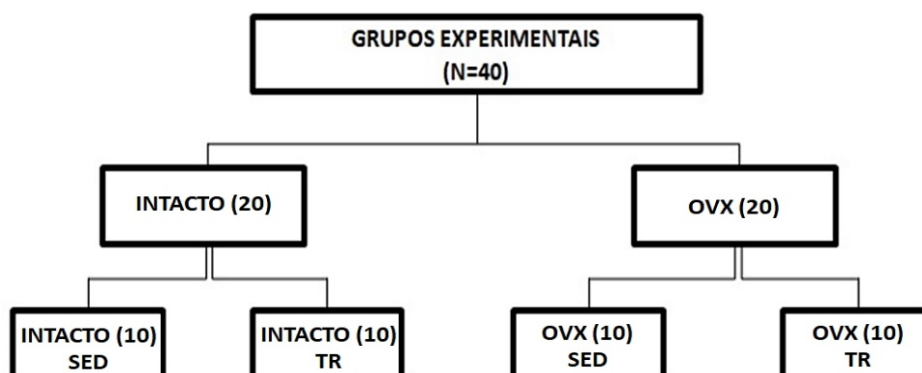 GRUPOS EXPERIMENTAIS
(N=40)
INTACTO (20)
OVX (20)
INTACTO (10)
SED
INTACTO (10)
TR
OVX (10)
SED
OVX (10)
TR